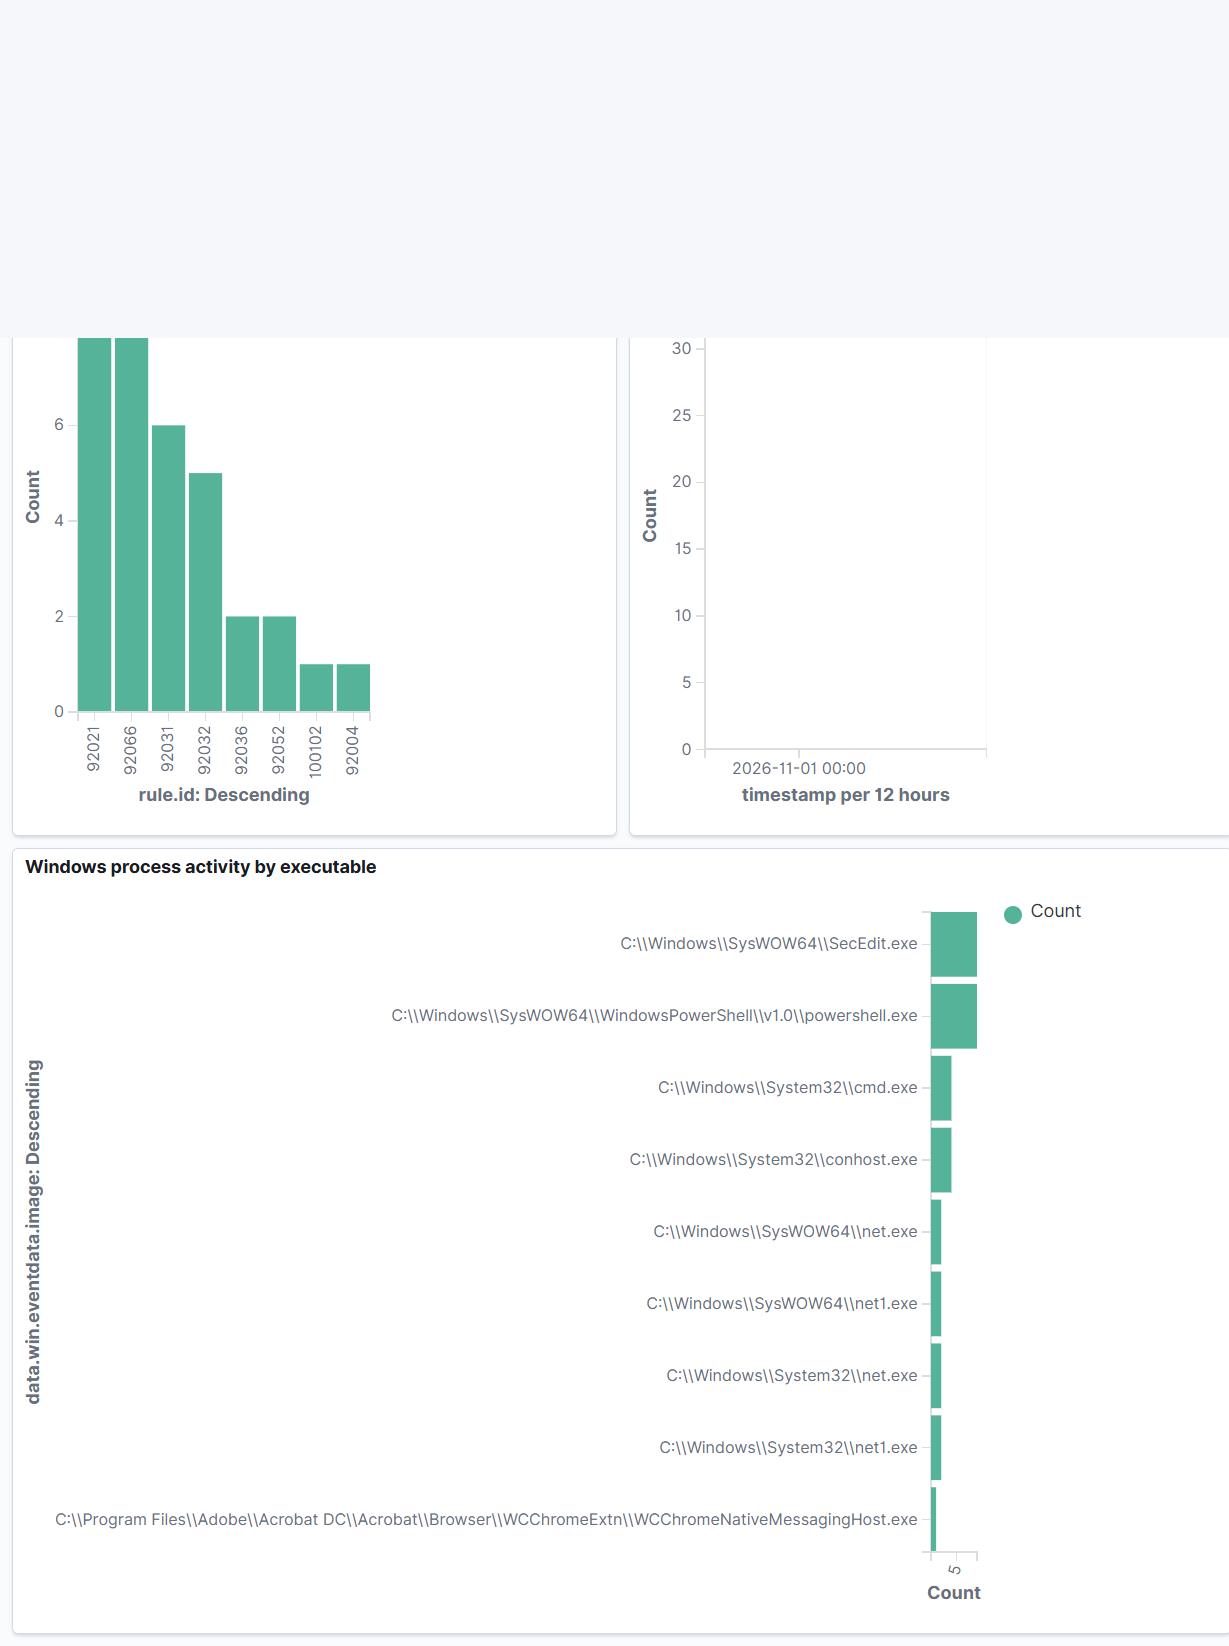 6
4
2
0
Count
92021
92066
92031
92032
92036
92052
100102
92004
rule.id: Descending
30
25
20
15
10
5
0
Count
2026-11-01 00:00
timestamp per 12 hours
Windows process activity by executable
Count
data.win.eventdata.image: Descending
C:\\Windows\\SysWOW64\\SecEdit.exe
C:\\Windows\\SysWOW64\\WindowsPowerShell\\v1.0\\powershell.exe
C:\\Windows\\System32\\cmd.exe
C:\\Windows\\System32\\conhost.exe
C:\\Windows\\SysWOW64\\net.exe
C:\\Windows\\SysWOW64\\net1.exe
C:\\Windows\\System32\\net.exe
C:\\Windows\\System32\\net1.exe
C:\\Program Files\\Adobe\\Acrobat DC\\Acrobat\\Browser\\WCChromeExtn\\WCChromeNativeMessagingHost.exe
5
Count